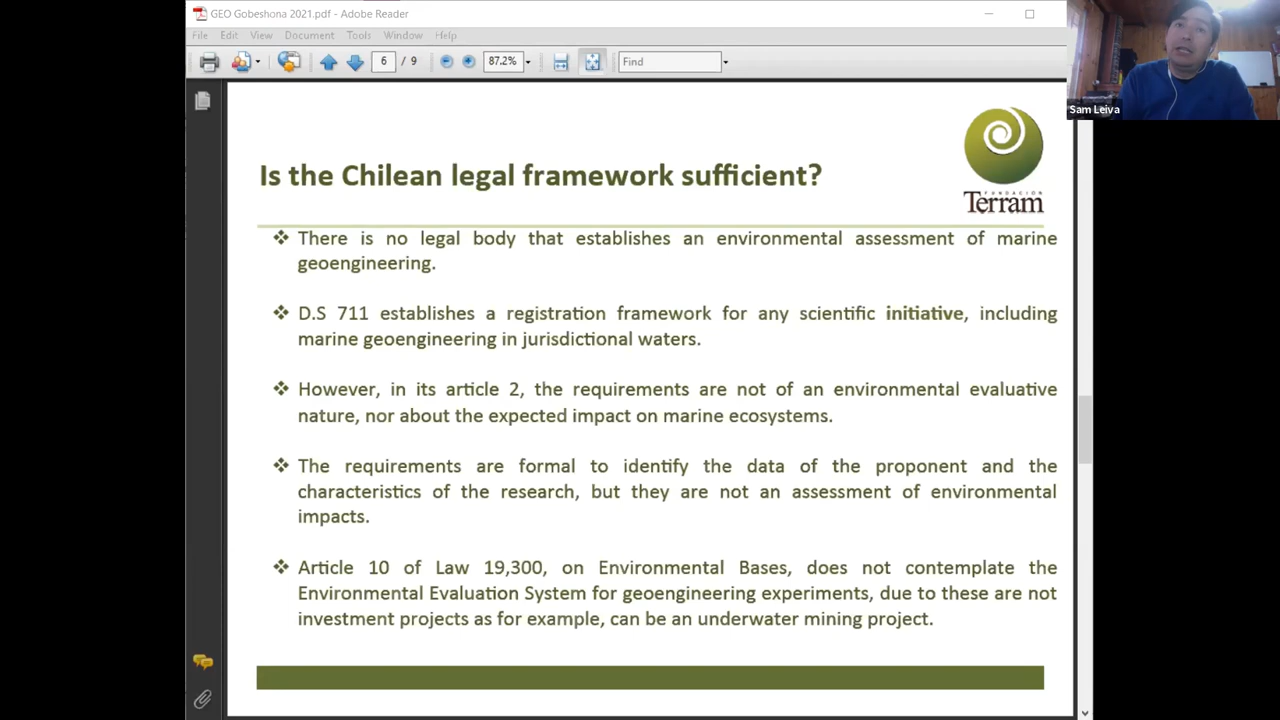 GEO Gobeshona 2021.pdf - Adobe Reader
File Edit View Document Tools Window Help
6 / 9 87.2% Find
Sam Leiva
FUNDACION
Terram
Is the Chilean legal framework sufficient?
❖ There is no legal body that establishes an environmental assessment of marine
geoengineering.
❖ D.S 711 establishes a registration framework for any scientific initiative, including
marine geoengineering in jurisdictional waters.
❖ However, in its article 2, the requirements are not of an environmental evaluative
nature, nor about the expected impact on marine ecosystems.
❖ The requirements are formal to identify the data of the proponent and the
characteristics of the research, but they are not an assessment of environmental
impacts.
❖ Article 10 of Law 19,300, on Environmental Bases, does not contemplate the
Environmental Evaluation System for geoengineering experiments, due to these are not
investment projects as for example, can be an underwater mining project.